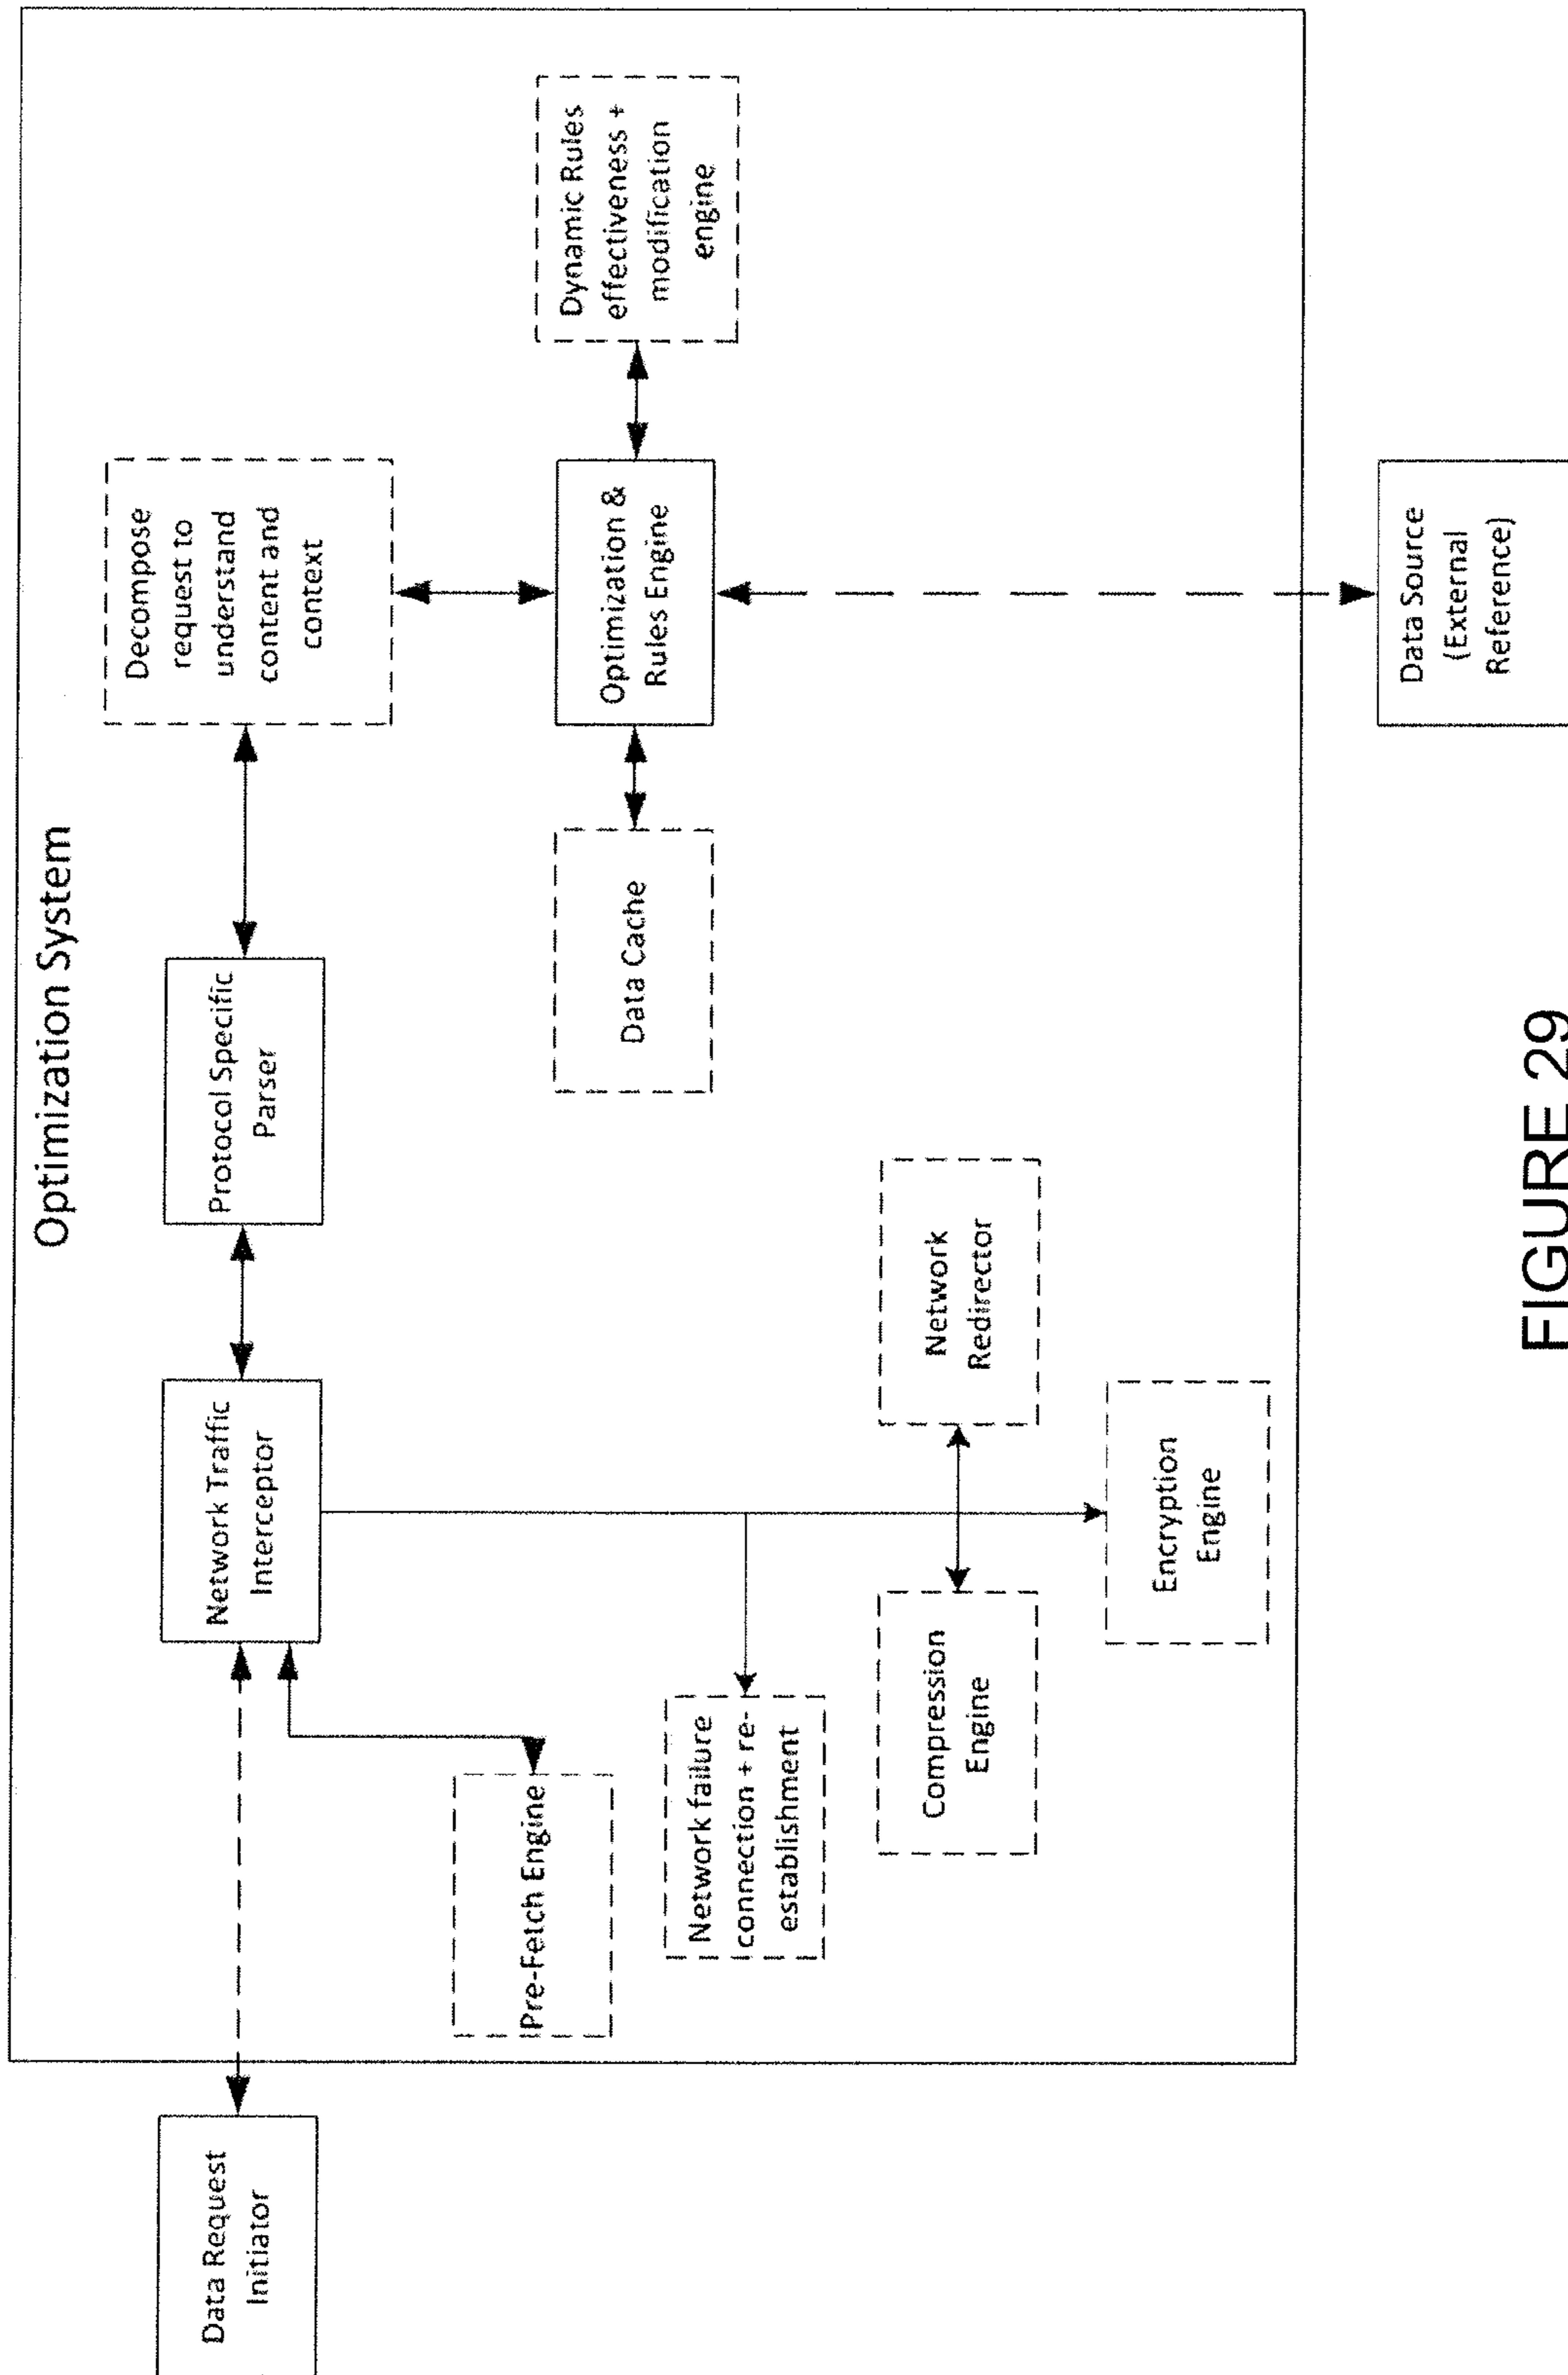 Optimization System
Data Request
Initiator
Network Traffic
Interceptor
Protocol Specific
Parser
Decompose
request to
understand
content and
context
Pre-Fetch Engine
Data Cache
Optimization &
Rules Engine
Dynamic Rules
effectiveness +
modification
engine
Network failure
connection + re-
establishment
Compression
Engine
Network
Redirector
Encryption
Engine
Data Source
(External
Reference)
FIGURE 29